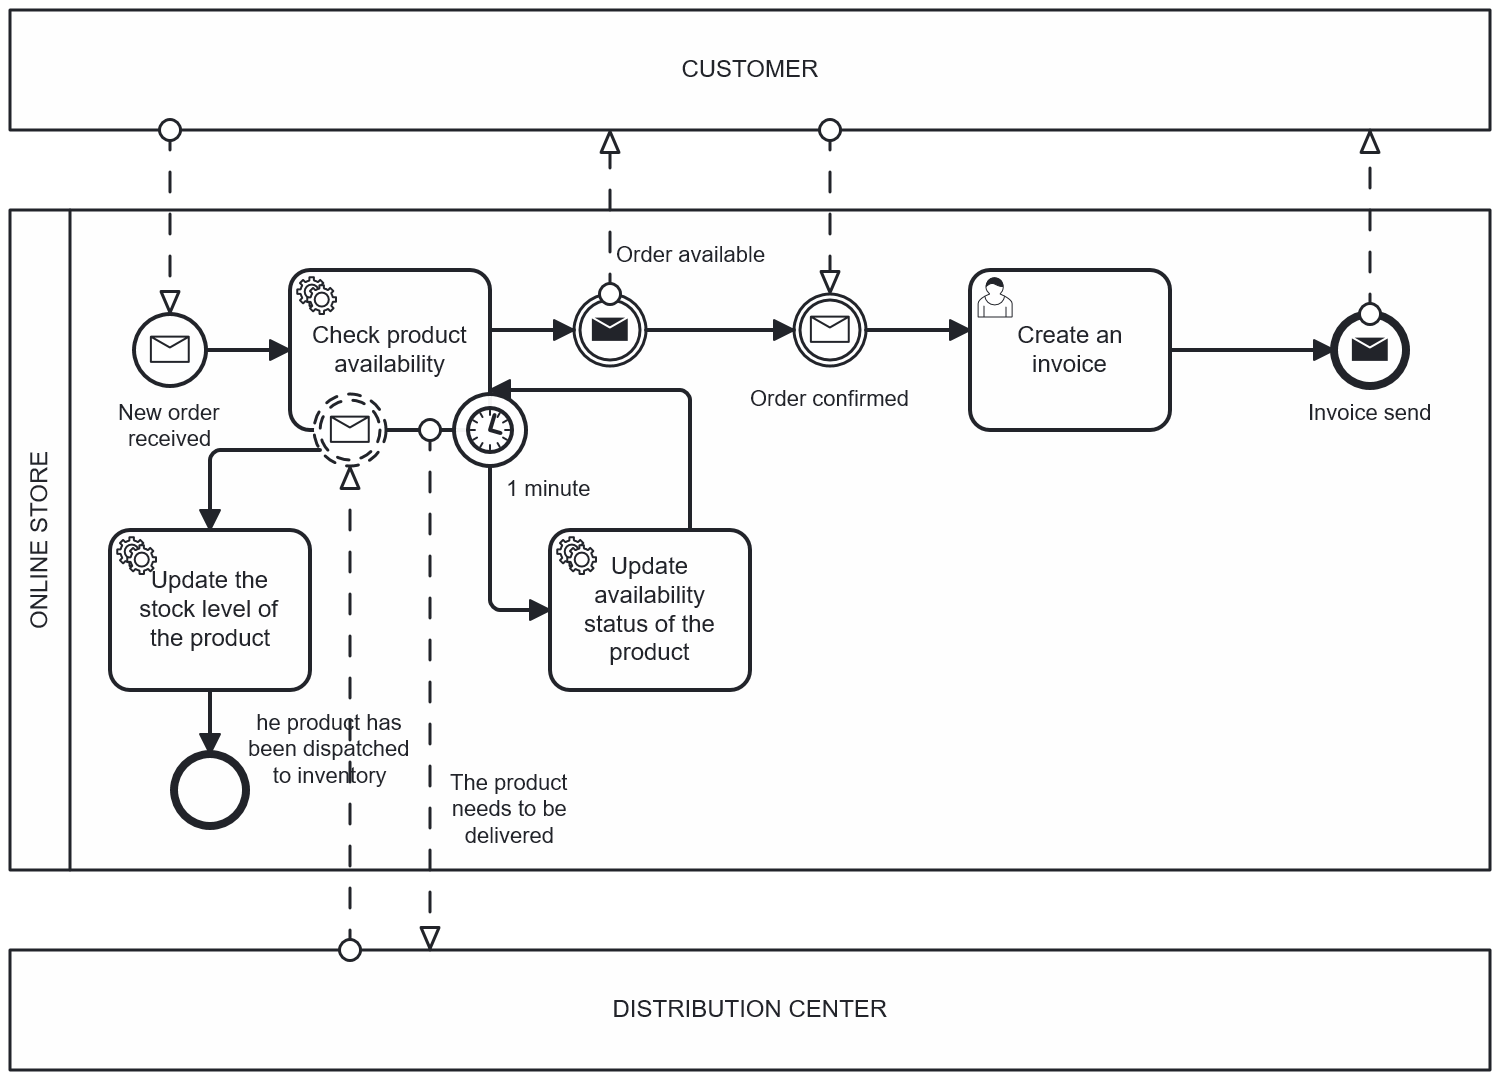 CUSTOMER
Order available
Check product
availability
Create an
invoice
New order
received
Order confirmed
Invoice send
ONLINE STORE
1 minute
Update the
stock level of
the product
Update
availability
status of the
product
he product has
been dispatched
to inventory
The product
needs to be
delivered
DISTRIBUTION CENTER